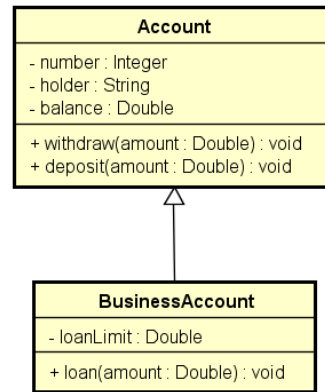 Account
- number : Integer
- holder : String
- balance : Double
+ withdraw(amount : Double) : void
+ deposit(amount : Double) : void
BusinessAccount
- loanLimit : Double
+ loan(amount : Double) : void